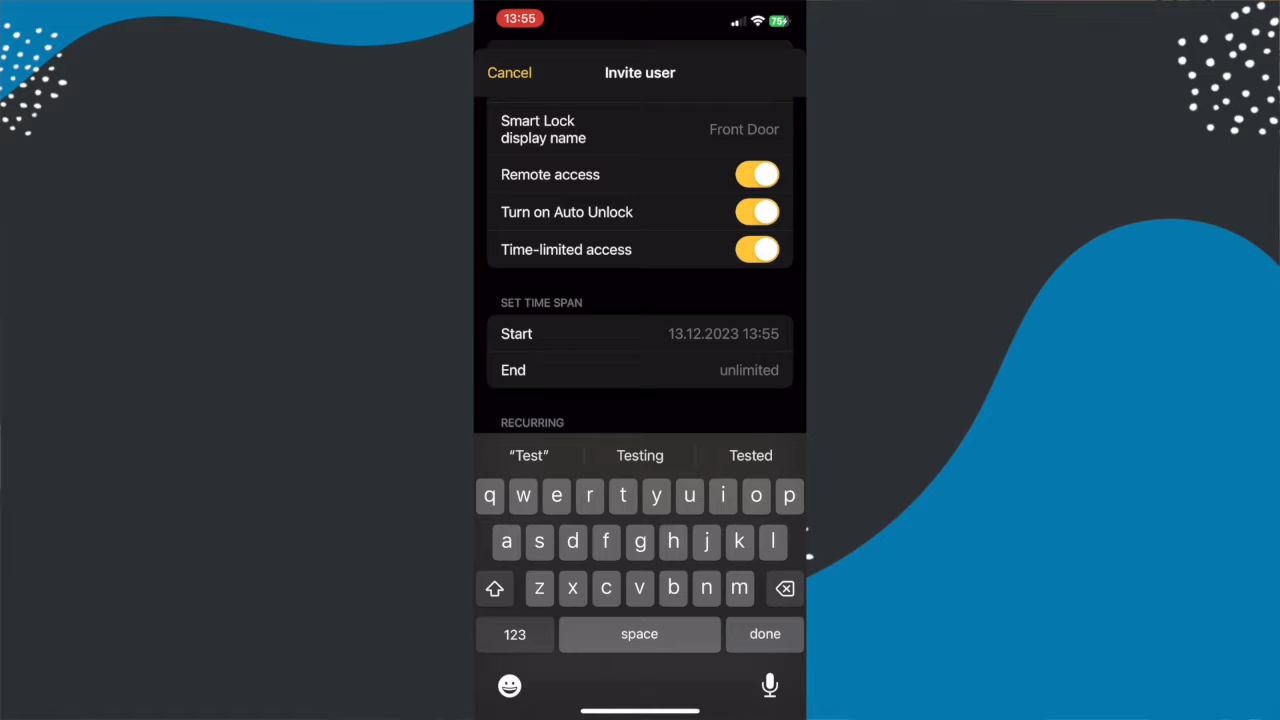 13:55
75
Cancel
Invite user
Smart Lock
display name
Front Door
Remote access
Turn on Auto Unlock
Time-limited access
SET TIME SPAN
Start
13.12.2023 13:55
End
unlimited
RECURRING
“Test” Testing Tested
q w e r t y u i o p
a s d f g h j k l
z x c v b n m
123 space done